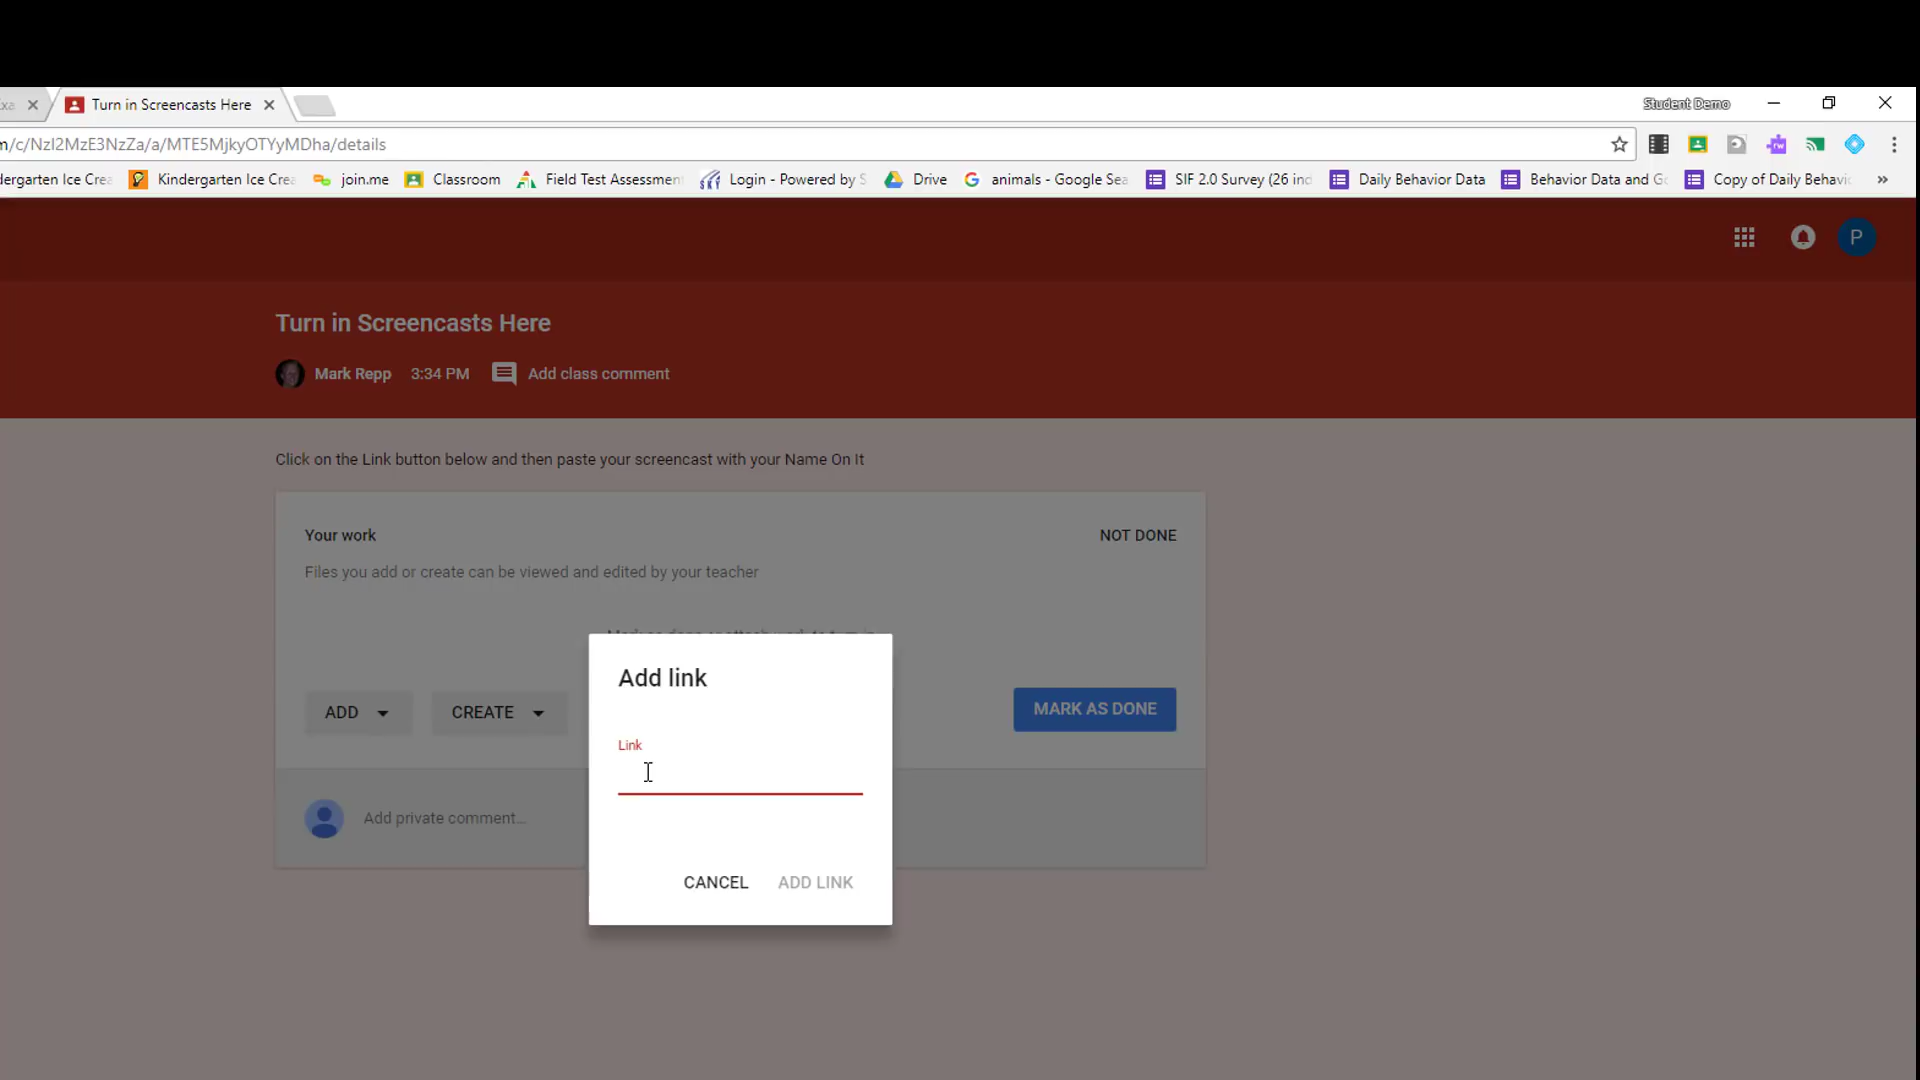 Turn in Screencasts Here
Student Demo
/c/NzI2MzE3NzZa/a/MTE5MjkyOTYyMDha/details
Kindergarten Ice Crea
join.me
Classroom
Field Test Assessmen
Login - Powered by S
Drive
animals - Google Sea
SIF 2.0 Survey (26 ind
Daily Behavior Data
Behavior Data and Go
Copy of Daily Behavio
»
P
Turn in Screencasts Here
Mark Repp 3:34 PM Add class comment
Click on the Link button below and then paste your screencast with your Name On It
Your work NOT DONE
Files you add or create can be viewed and edited by your teacher
Add link
ADD CREATE MARK AS DONE
Link
Add private comment...
CANCEL ADD LINK